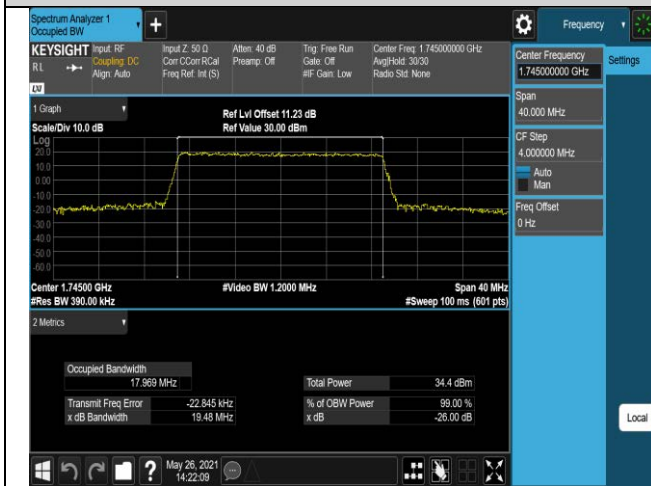 Spectrum Analyzer 1
Occupied BW
+
Frequency
KEYSIGHT
RL
LXI
Input: RF
Coupling: DC
Align: Auto
Input Z: 50 Ω
Corr CCorr RCal
Freq Ref: Int (S)
Atten: 40 dB
Preamp: Off
Trig: Free Run
Gate: Off
#IF Gain: Low
Center Freq: 1.745000000 GHz
Avg|Hold: 30/30
Radio Std: None
Center Frequency
1.745000000 GHz
Settings
Span
40.000 MHz
CF Step
4.000000 MHz
Auto
Man
Freq Offset
0 Hz
Local
1 Graph
Scale/Div 10.0 dB
Ref Lvl Offset 11.23 dB
Ref Value 30.00 dBm
Log
20.0
10.0
0.00
-10.0
-20.0
-30.0
-40.0
-50.0
-60.0
Center 1.74500 GHz
#Res BW 390.00 kHz
#Video BW 1.2000 MHz
Span 40 MHz
#Sweep 100 ms (601 pts)
2 Metrics
Occupied Bandwidth
17.969 MHz
Total Power 34.4 dBm
Transmit Freq Error -22.845 kHz
% of OBW Power 99.00 %
x dB Bandwidth 19.48 MHz
x dB -26.00 dB
?
May 26, 2021
14:22:09